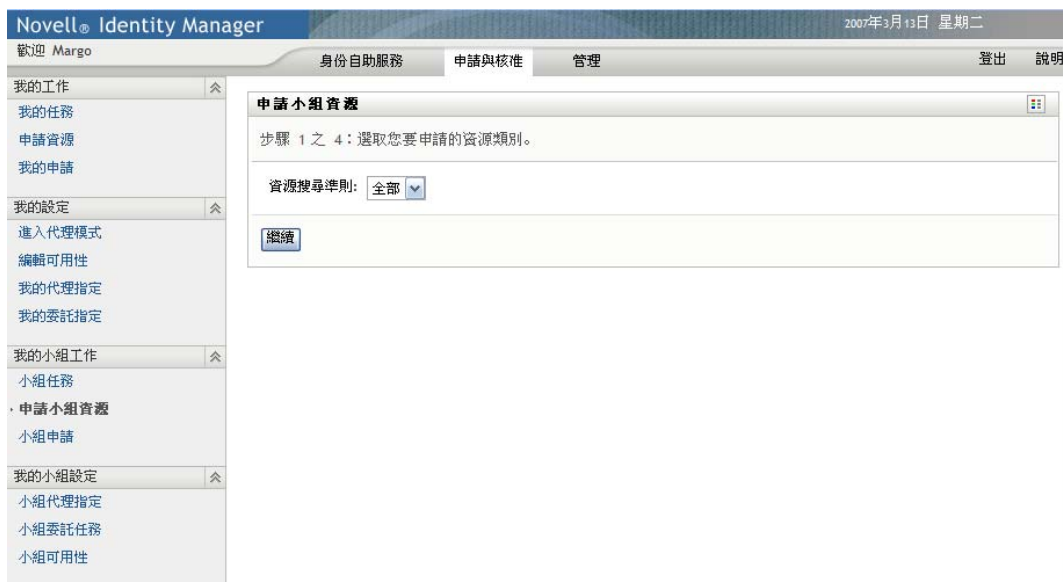 Novell® Identity Manager
2007年3月13日 星期二
歡迎 Margo
身份自助服務
申請與核准
管理
登出
說明
我的工作
我的任務
申請資源
我的申請
我的設定
進入代理模式
編輯可用性
我的代理指定
我的委託指定
我的小組工作
小組任務
申請小組資源
小組申請
我的小組設定
小組代理指定
小組委託任務
小組可用性
申請小組資源
步驟 1 之 4：選取您要申請的資源類別。
資源搜尋準則: 全部
繼續